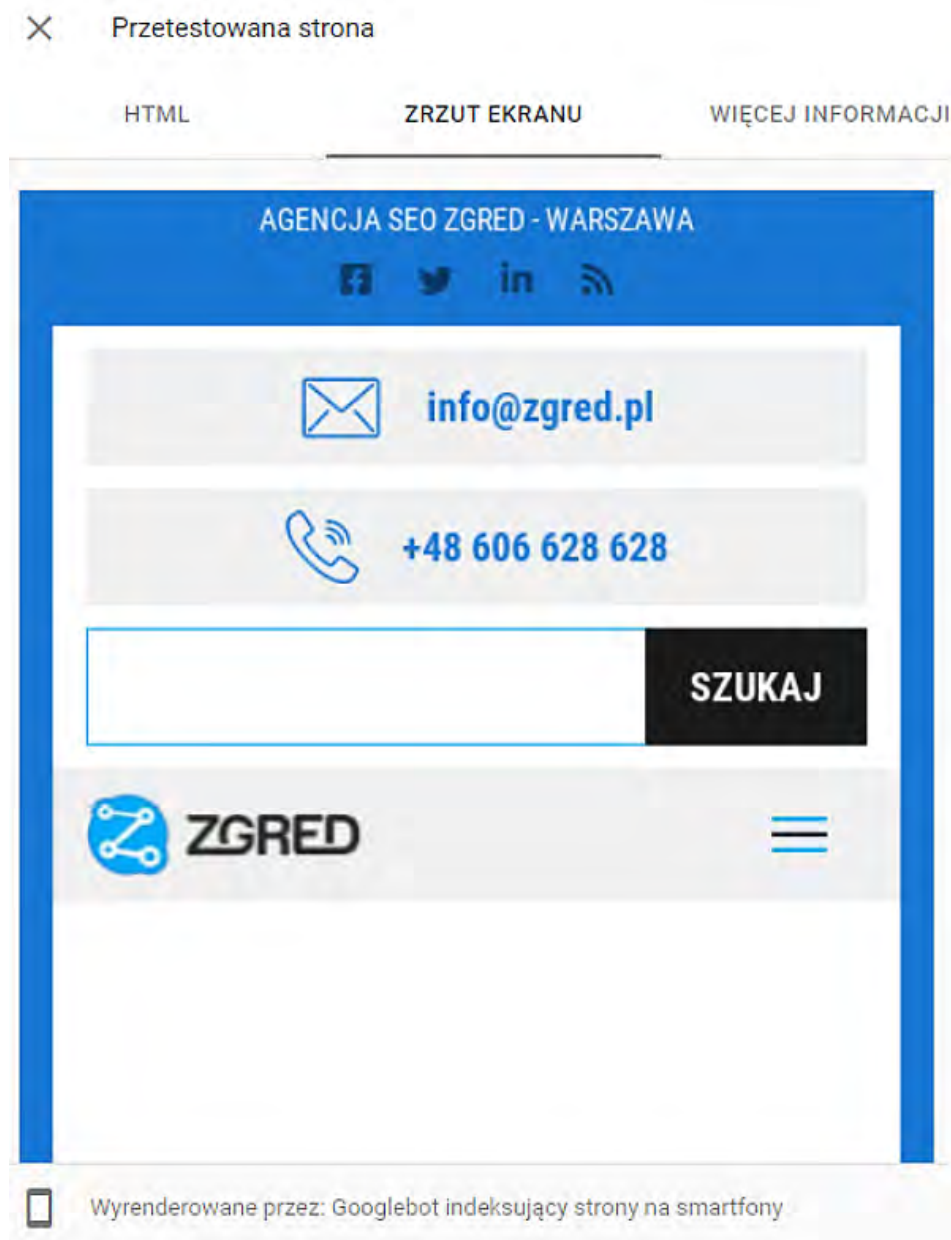 Przetestowana strona
HTML ZRZUT EKRANU WIĘCEJ INFORMACJI
AGENCJA SEO ZGRED - WARSZAWA
info@zgred.pl
+48 606 628 628
SZUKAJ
ZGRED
Wyrenderowane przez: Googlebot indeksujący strony na smartfony